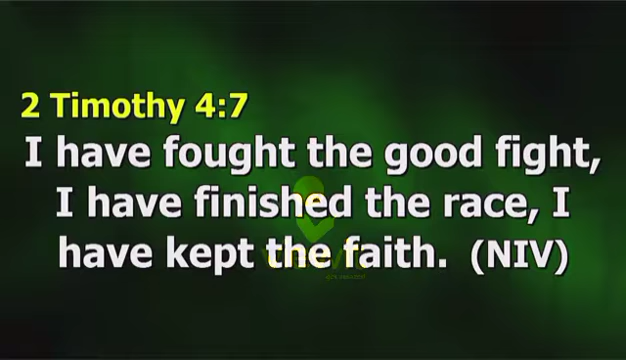 2 Timothy 4:7
I have fought the good fight,
I have finished the race, I
have kept the faith. (NIV)